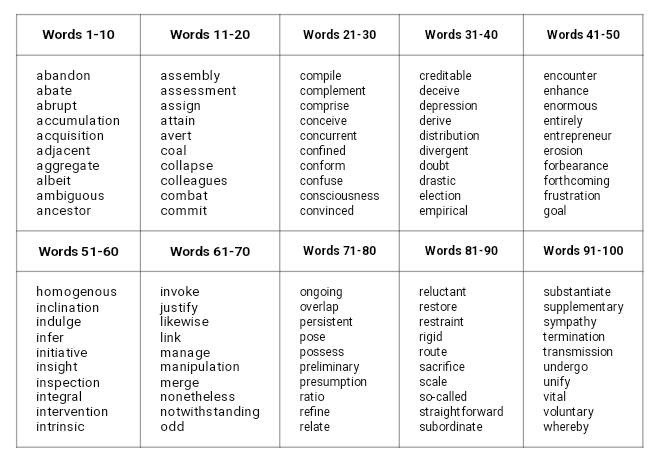 Words 1-10
abandon
abate
abrupt
accumulation
acquisition
adjacent
aggregate
albeit
ambiguous
ancestor
Words 11-20
assembly
assessment
assign
attain
avert
coal
collapse
colleagues
combat
commit
Words 21-30
compile
complement
comprise
conceive
concurrent
confined
conform
confuse
consciousness
convinced
Words 31-40
creditable
deceive
depression
derive
distribution
divergent
doubt
drastic
election
empirical
Words 41-50
encounter
enhance
enormous
entirely
entrepreneur
erosion
forbearance
forthcoming
frustration
goal
Words 51-60
homogenous
inclination
indulge
infer
initiative
insight
inspection
integral
intervention
intrinsic
Words 61-70
invoke
justify
likewise
link
manage
manipulation
merge
nonetheless
notwithstanding
odd
Words 71-80
ongoing
overlap
persistent
pose
possess
preliminary
presumption
ratio
refine
relate
Words 81-90
reluctant
restore
restraint
rigid
route
sacrifice
scale
so-called
straightforward
subordinate
Words 91-100
substantiate
supplementary
sympathy
termination
transmission
undergo
unify
vital
voluntary
whereby